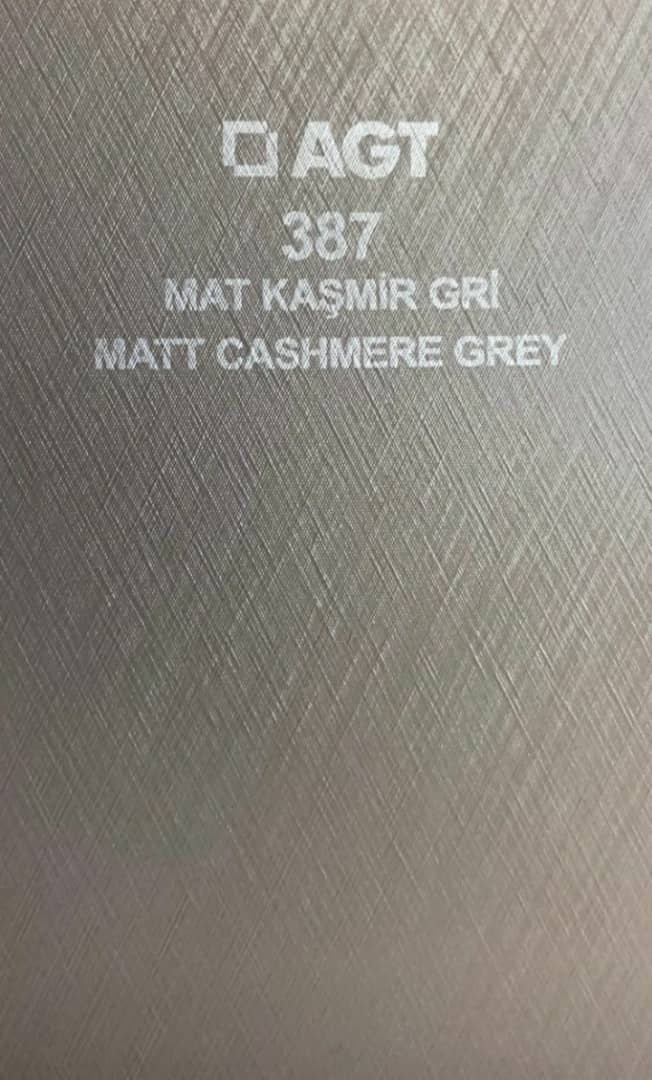 AGT
387
MAT KAŞMİR GRİ
MATT CASHMERE GREY